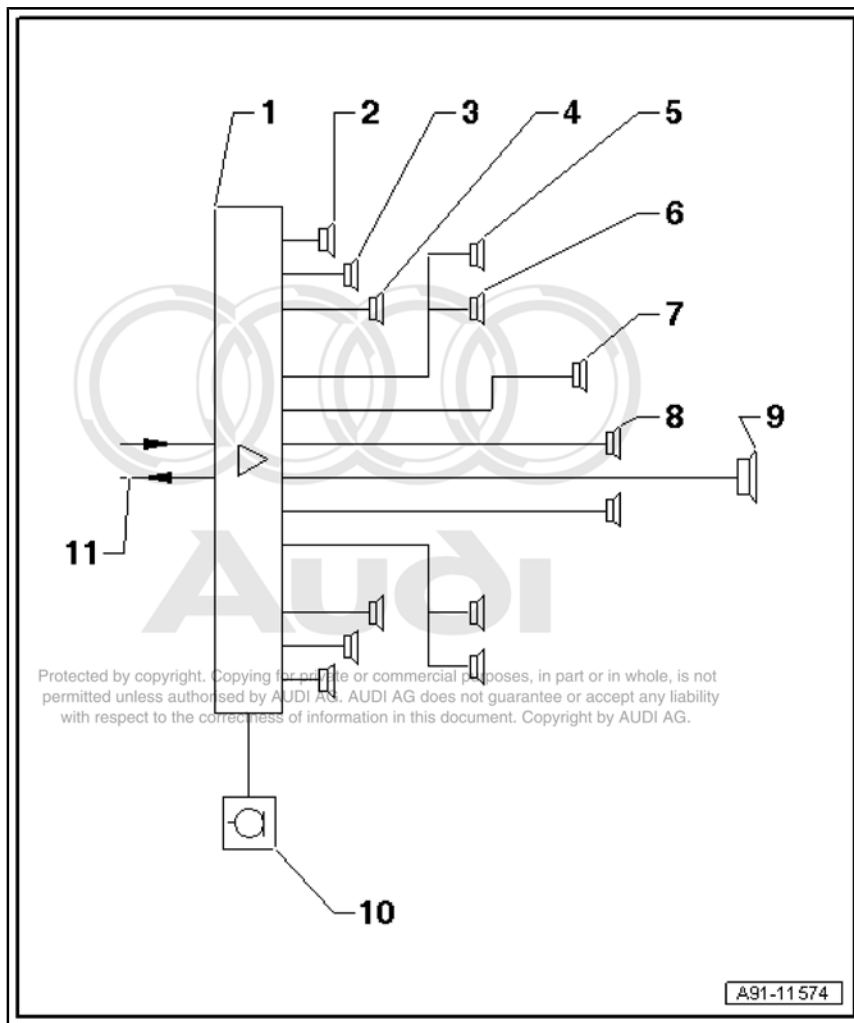 1
2
3
4
5
6
7
8
9
11
Audi
Protected by copyright. Copying for private or commercial purposes, in part or in whole, is not
permitted unless authorised by AUDI AG. AUDI AG does not guarantee or accept any liability
with respect to the correctness of information in this document. Copyright by AUDI AG.
10
A91-11574